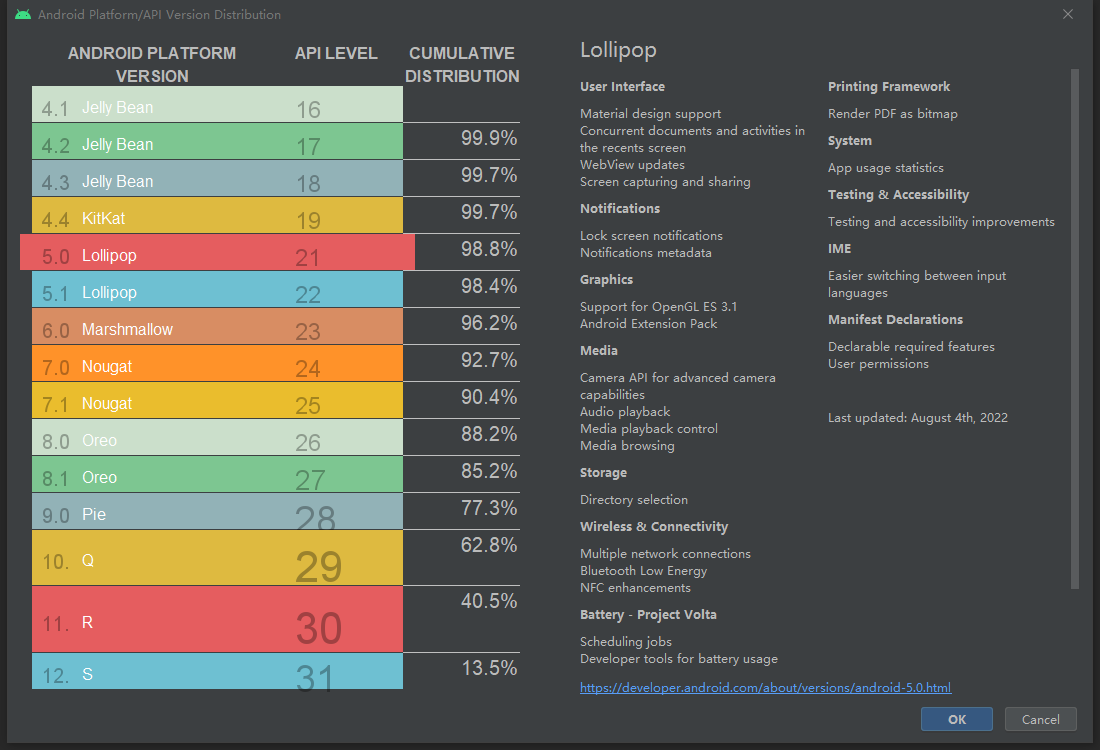 Android Platform/API Version Distribution
ANDROID PLATFORM
VERSION
API LEVEL
CUMULATIVE
DISTRIBUTION
4.1 Jelly Bean 16
4.2 Jelly Bean 17 99.9%
4.3 Jelly Bean 18 99.7%
4.4 KitKat 19 99.7%
5.0 Lollipop 21 98.8%
5.1 Lollipop 22 98.4%
6.0 Marshmallow 23 96.2%
7.0 Nougat 24 92.7%
7.1 Nougat 25 90.4%
8.0 Oreo 26 88.2%
8.1 Oreo 27 85.2%
9.0 Pie 28 77.3%
10. Q 29 62.8%
11. R 30 40.5%
12. S 31 13.5%
Lollipop
User Interface
Material design support
Concurrent documents and activities in
the recents screen
WebView updates
Screen capturing and sharing
Notifications
Lock screen notifications
Notifications metadata
Graphics
Support for OpenGL ES 3.1
Android Extension Pack
Media
Camera API for advanced camera
capabilities
Audio playback
Media playback control
Media browsing
Storage
Directory selection
Wireless & Connectivity
Multiple network connections
Bluetooth Low Energy
NFC enhancements
Battery - Project Volta
Scheduling jobs
Developer tools for battery usage
Printing Framework
Render PDF as bitmap
System
App usage statistics
Testing & Accessibility
Testing and accessibility improvements
IME
Easier switching between input
languages
Manifest Declarations
Declarable required features
User permissions
Last updated: August 4th, 2022
https://developer.android.com/about/versions/android-5.0.html
OK
Cancel